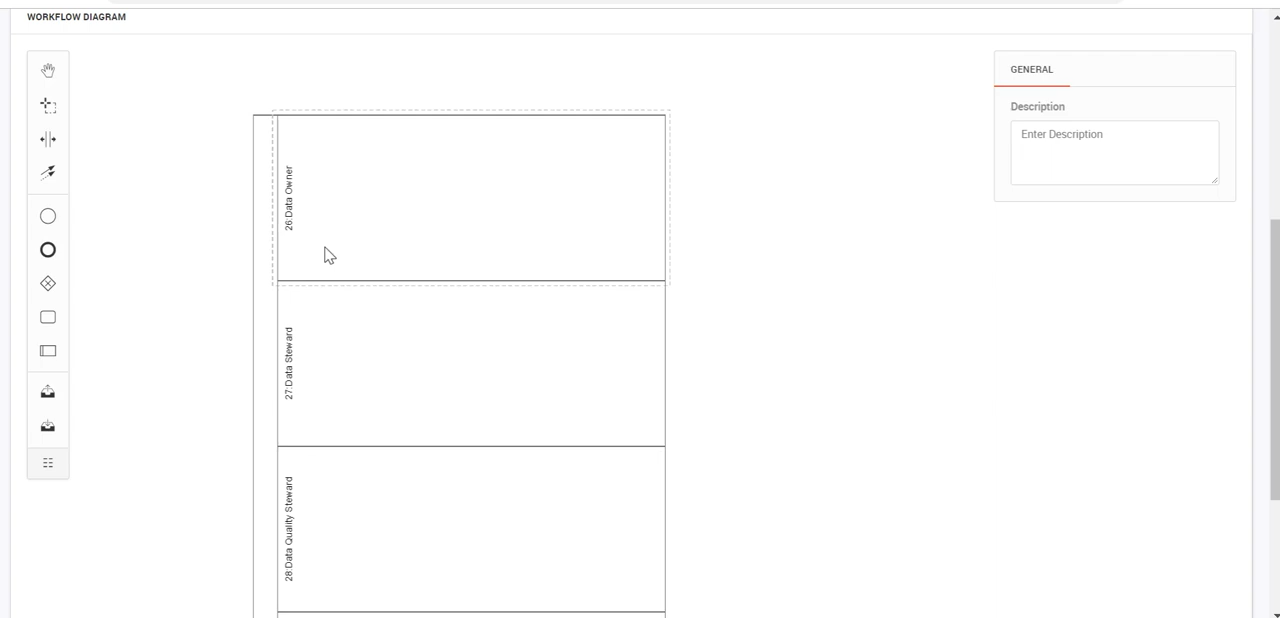 WORKFLOW DIAGRAM
GENERAL
Description
Enter Description
26:Data Owner
27:Data Steward
28:Data Quality Steward